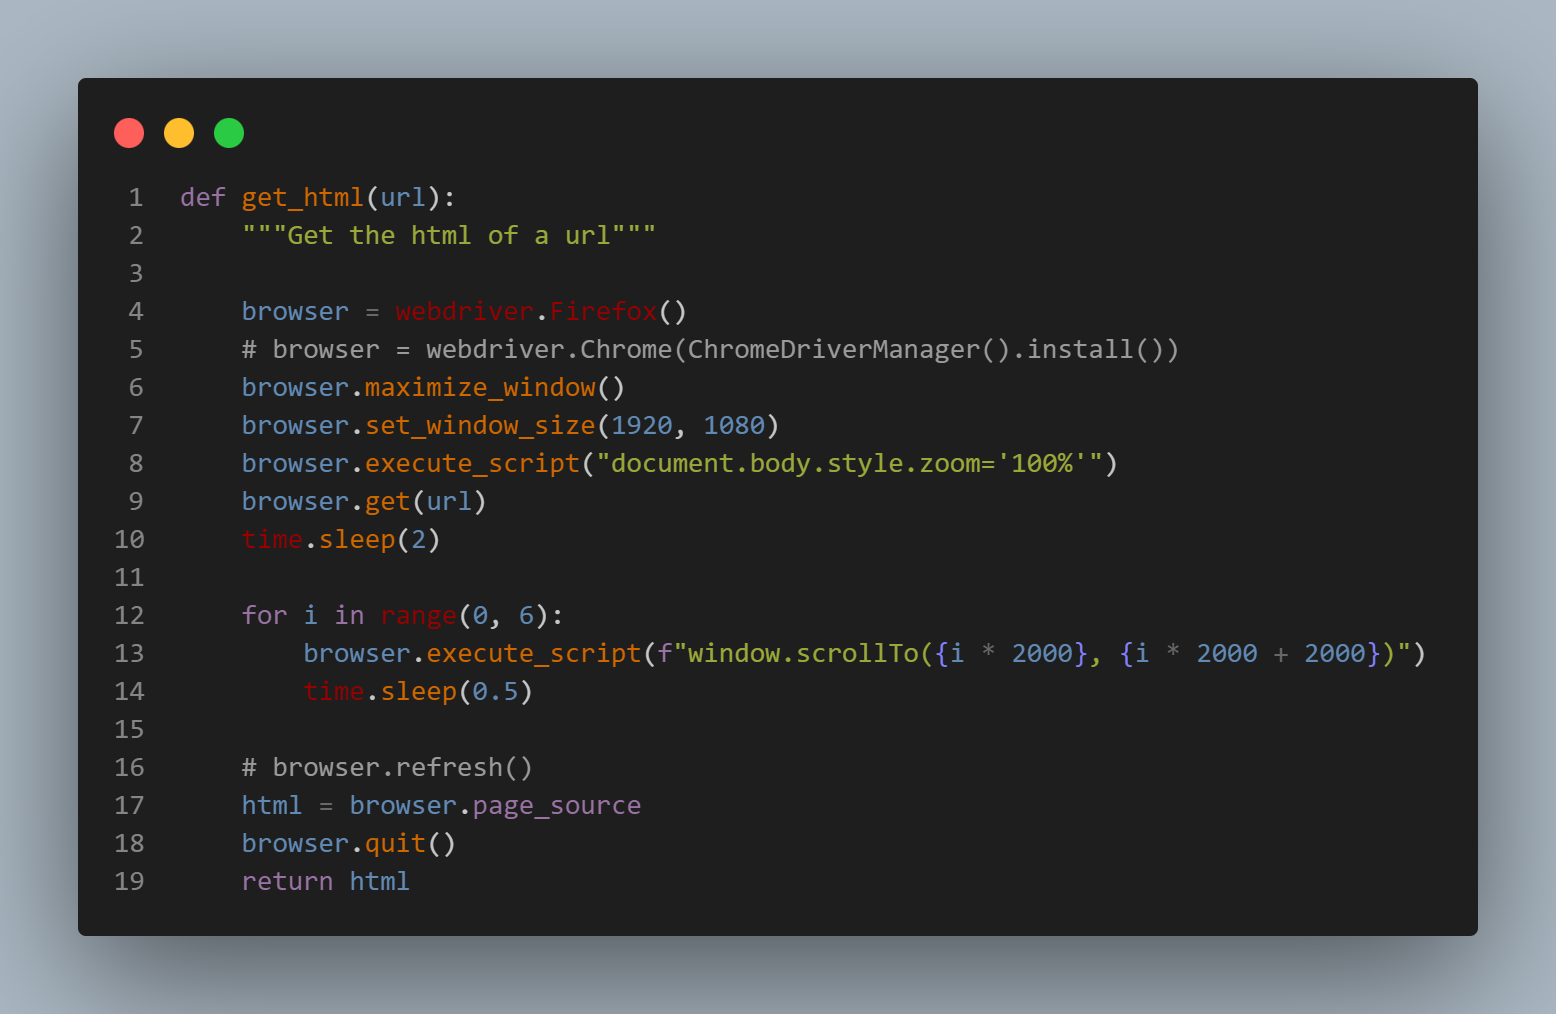 1 def get_html(url):
2     """Get the html of a url"""
3
4     browser = webdriver.Firefox()
5     # browser = webdriver.Chrome(ChromeDriverManager().install())
6     browser.maximize_window()
7     browser.set_window_size(1920, 1080)
8     browser.execute_script("document.body.style.zoom='100%'")
9     browser.get(url)
10     time.sleep(2)
11
12     for i in range(0, 6):
13         browser.execute_script(f"window.scrollTo({i * 2000}, {i * 2000 + 2000})")
14         time.sleep(0.5)
15
16     # browser.refresh()
17     html = browser.page_source
18     browser.quit()
19     return html